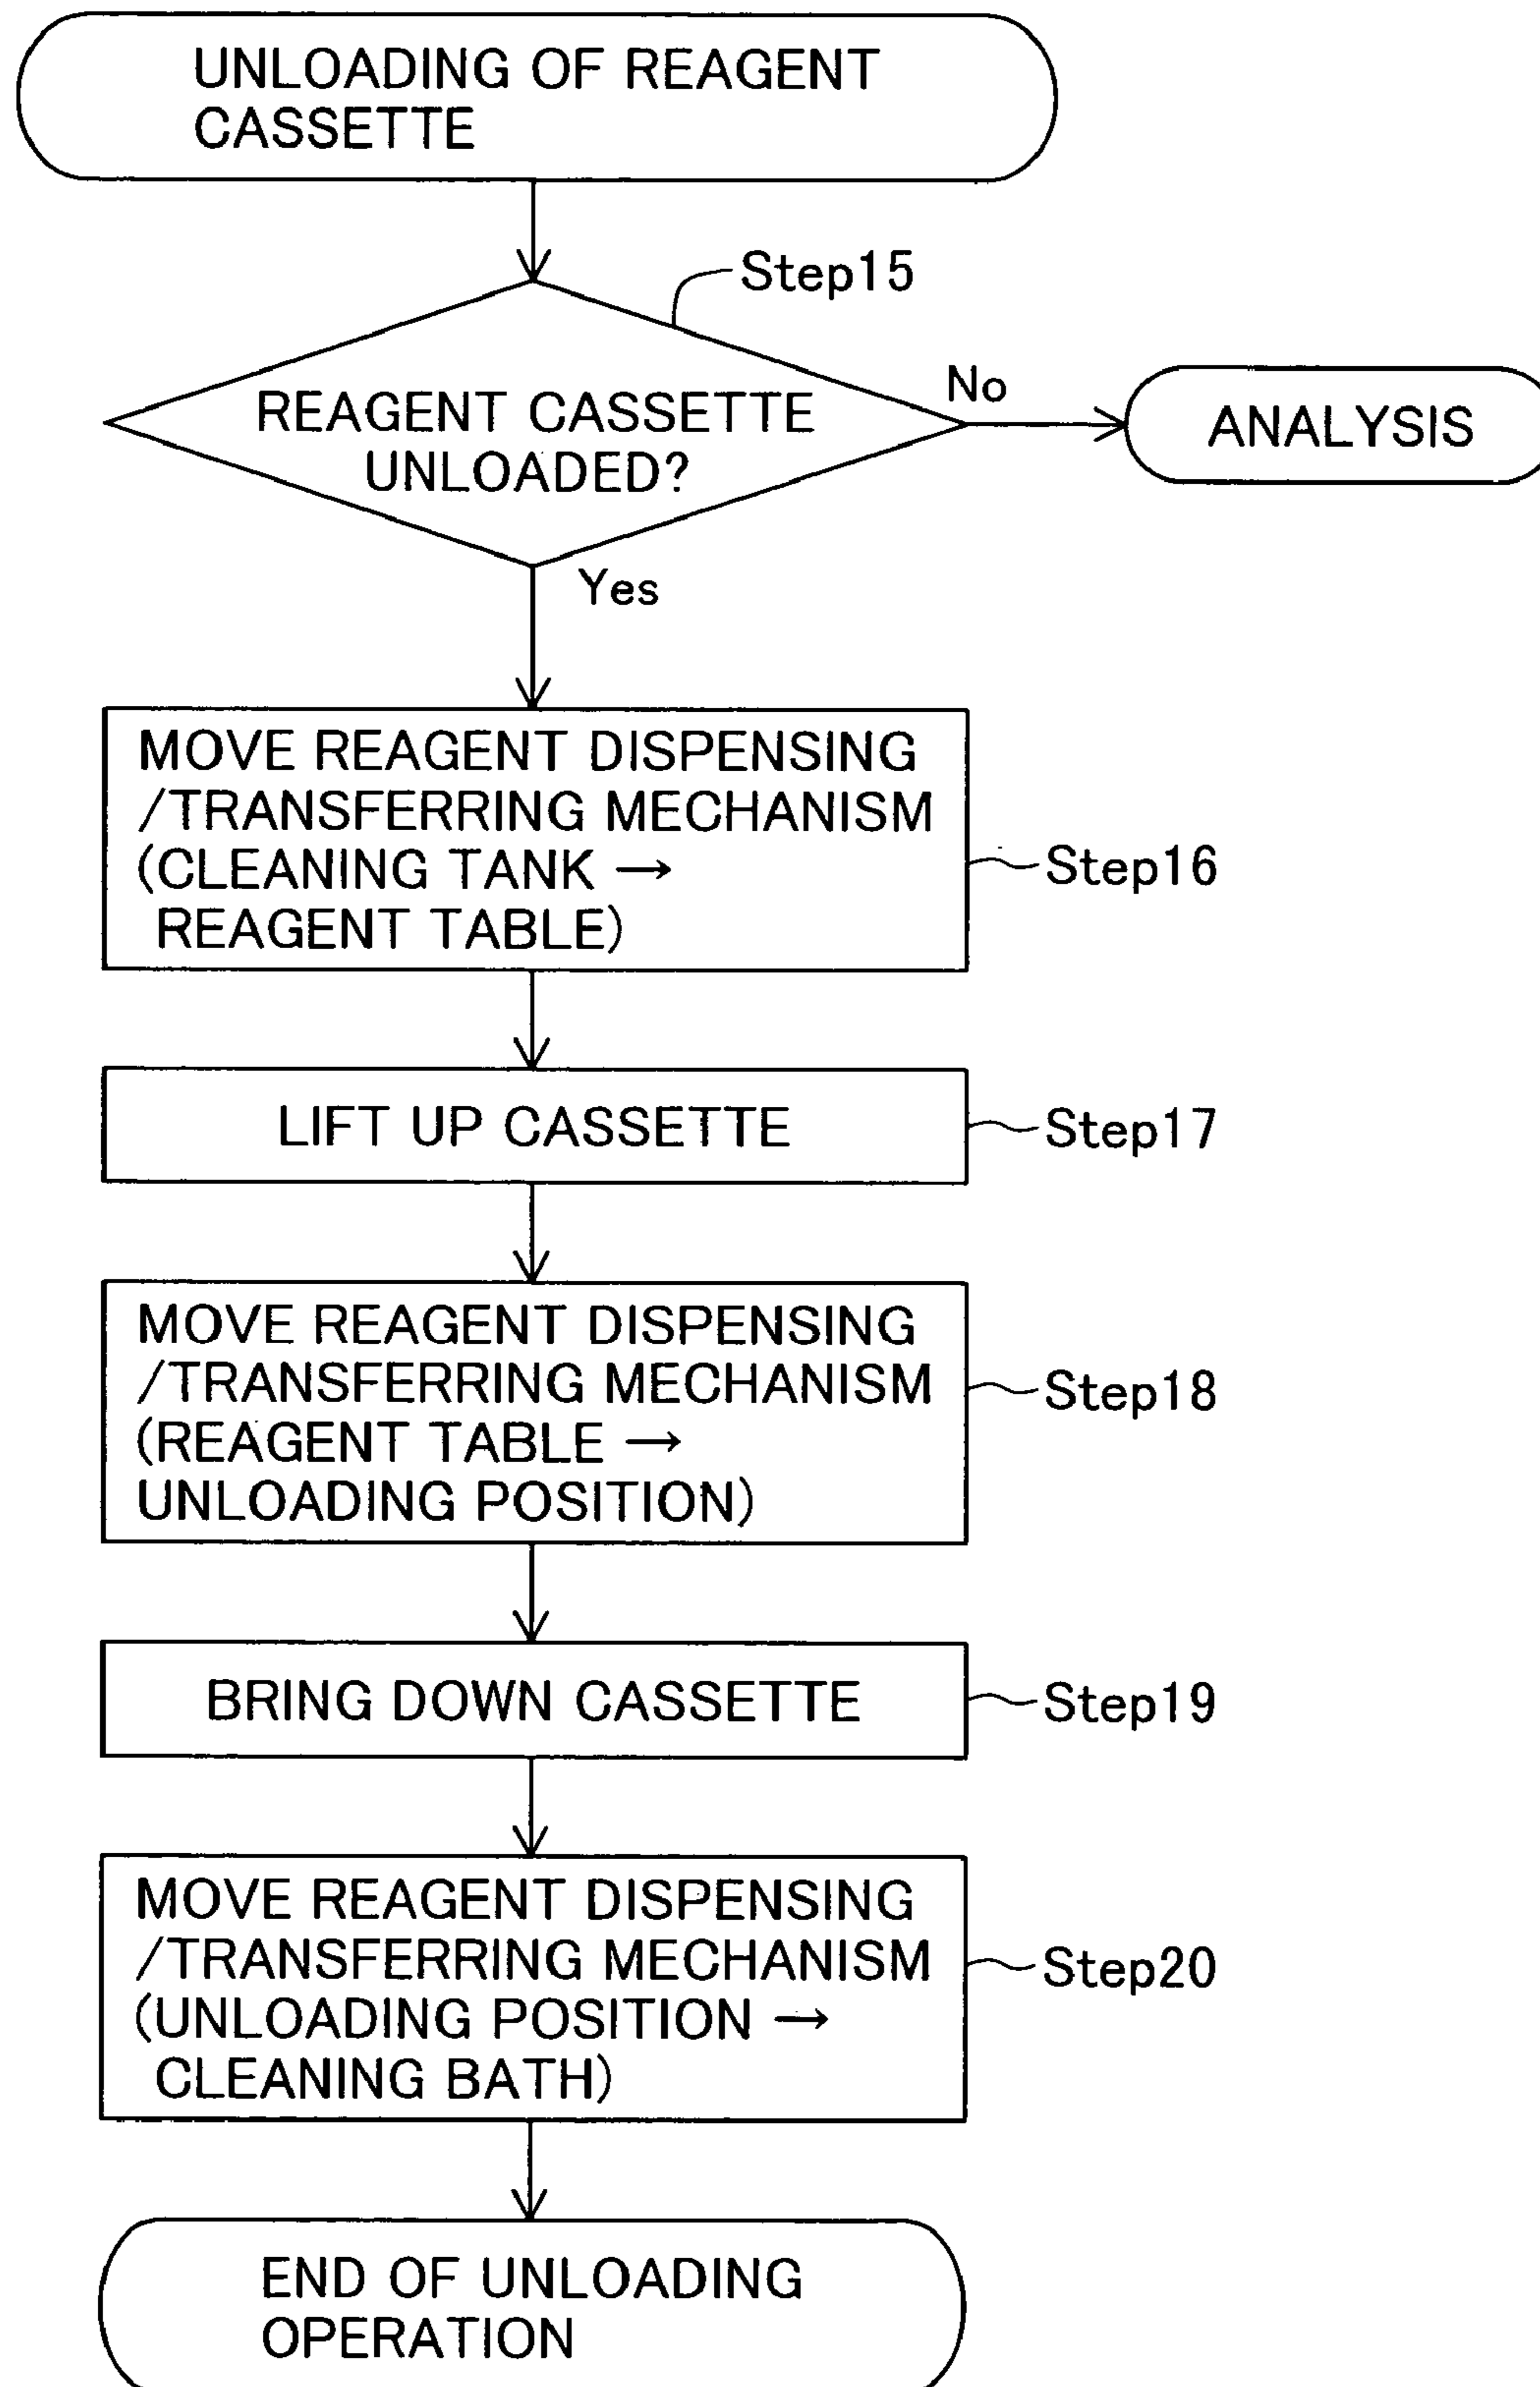 UNLOADING OF REAGENT
CASSETTE
Step15
REAGENT CASSETTE
UNLOADED?
No
ANALYSIS
Yes
MOVE REAGENT DISPENSING
/TRANSFERRING MECHANISM
(CLEANING TANK →
REAGENT TABLE)
Step16
LIFT UP CASSETTE
Step17
MOVE REAGENT DISPENSING
/TRANSFERRING MECHANISM
(REAGENT TABLE →
UNLOADING POSITION)
Step18
BRING DOWN CASSETTE
Step19
MOVE REAGENT DISPENSING
/TRANSFERRING MECHANISM
(UNLOADING POSITION →
CLEANING BATH)
Step20
END OF UNLOADING
OPERATION